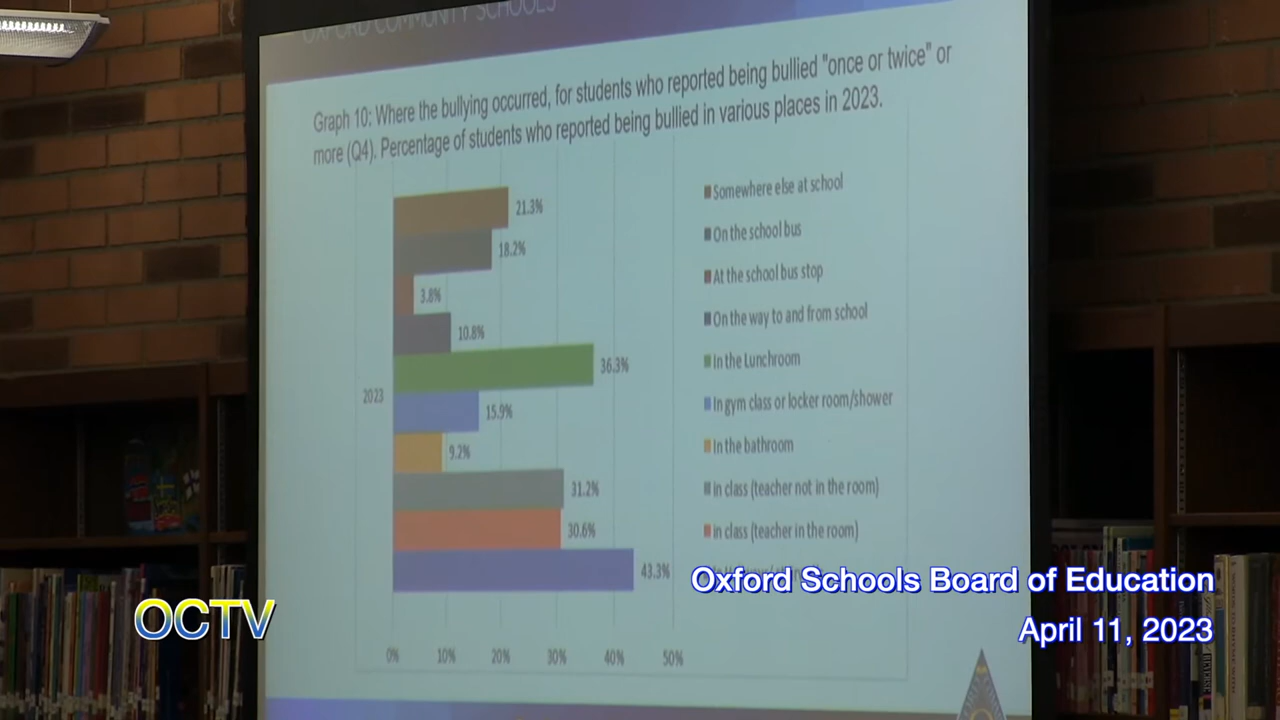 OXFORD COMMUNITY SCHOOLS
Graph 10: Where the bullying occurred, for students who reported being bullied "once or twice" or
more (Q4). Percentage of students who reported being bullied in various places in 2023.
21.3%
18.2%
3.8%
10.8%
36.3%
15.9%
9.2%
31.2%
30.6%
43.3%
2023
0% 10% 20% 30% 40% 50%
Somewhere else at school
On the school bus
At the school bus stop
On the way to and from school
In the Lunchroom
In gym class or locker room/shower
In the bathroom
in class (teacher not in the room)
in class (teacher in the room)
Oxford Schools Board of Education
April 11, 2023
OCTV